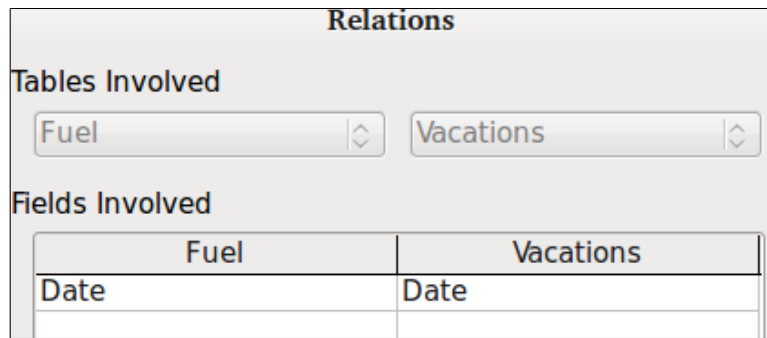 Relations
Tables Involved
Fuel Vacations
Fields Involved
Fuel Vacations
Date Date